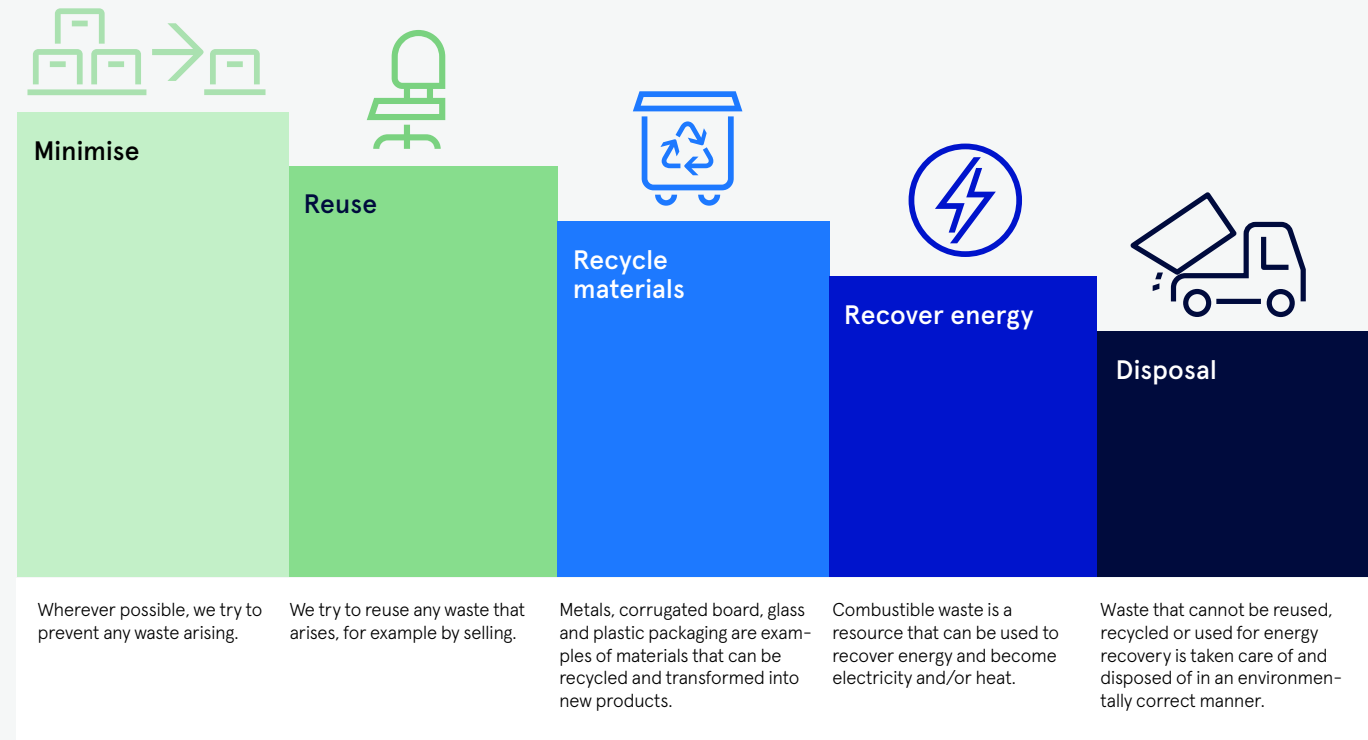 Minimise
Reuse
Recycle
materials
Recover energy
Disposal
Wherever possible, we try to
prevent any waste arising.
We try to reuse any waste that
arises, for example by selling.
Metals, corrugated board, glass
and plastic packaging are exam-
ples of materials that can be
recycled and transformed into
new products.
Combustible waste is a
resource that can be used to
recover energy and become
electricity and/or heat.
Waste that cannot be reused,
recycled or used for energy
recovery is taken care of and
disposed of in an environmen-
tally correct manner.